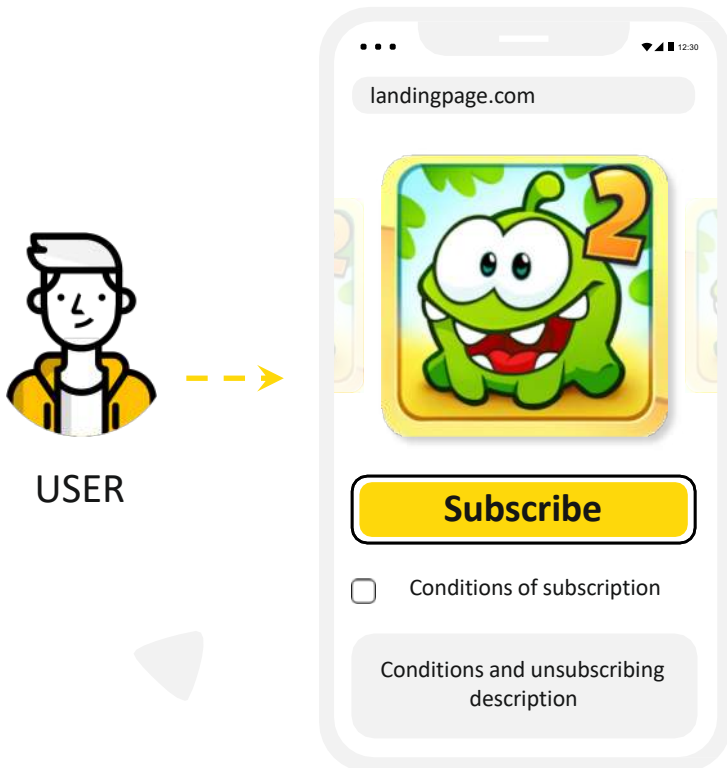 12:30
landingpage.com
2
USER
Subscribe
Conditions of subscription
Conditions and unsubscribing
description